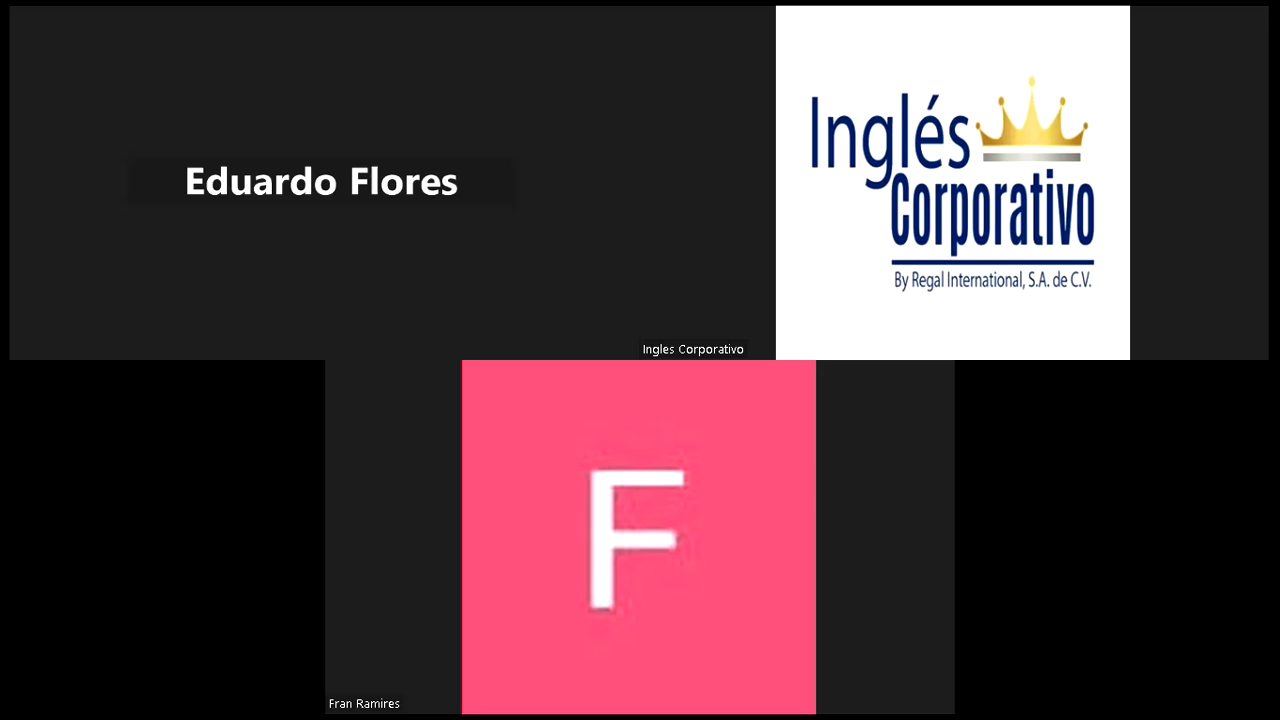 Eduardo Flores
Inglés
Corporativo
By Regal International, S.A. de C.V.
Ingles Corporativo
F
Fran Ramires